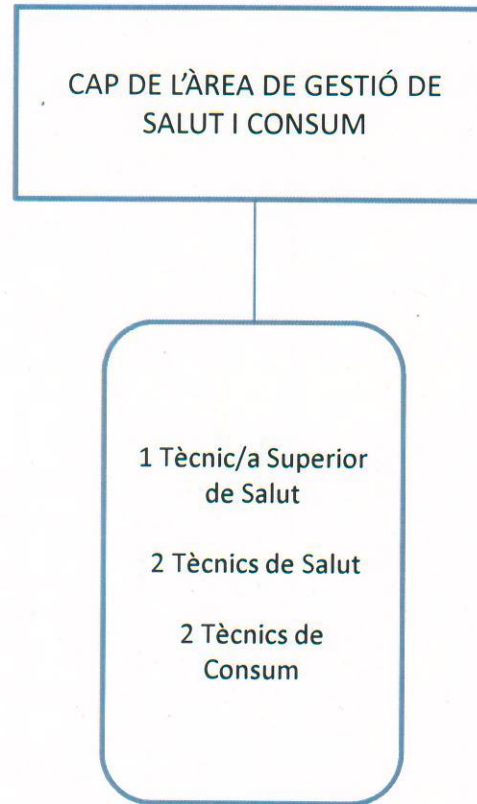 CAP DE L'ÀREA DE GESTIÓ DE
SALUT I CONSUM
1 Tècnic/a Superior
de Salut
2 Tècnics de Salut
2 Tècnics de
Consum